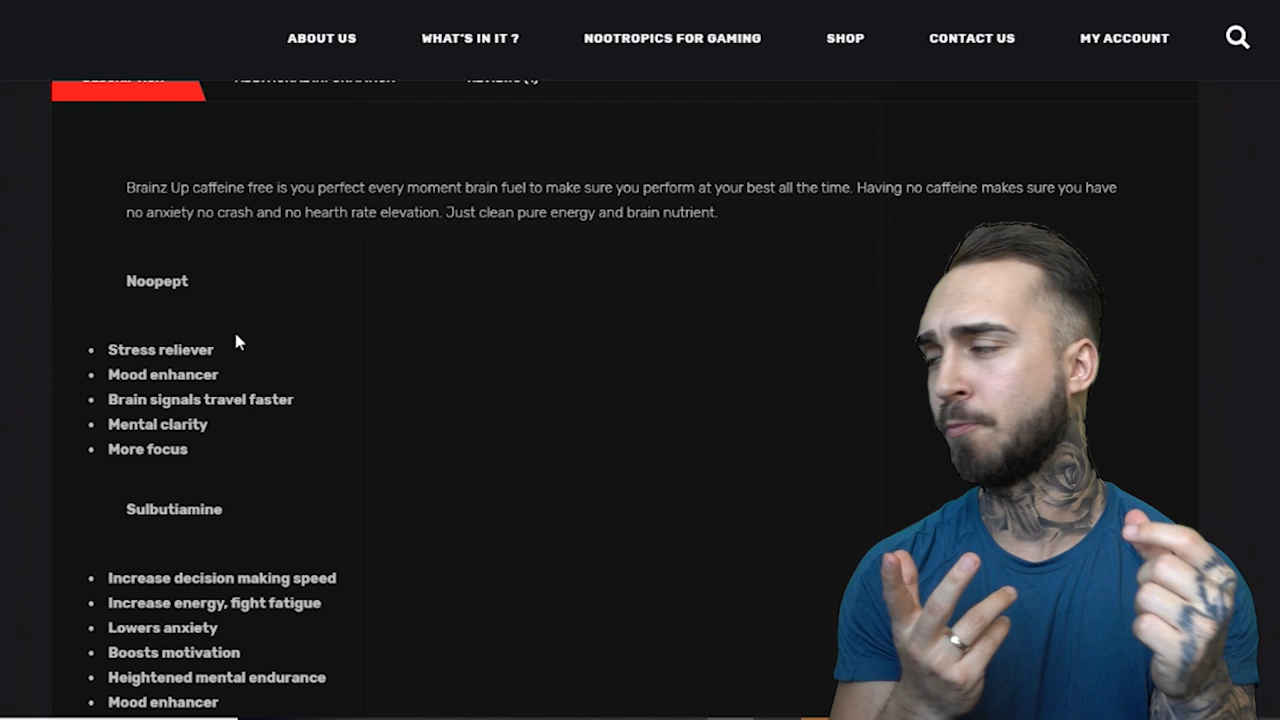 ABOUT US WHAT'S IN IT ? NOOTROPICS FOR GAMING SHOP CONTACT US MY ACCOUNT
DESCRIPTION ADDITIONAL INFORMATION
Brainz Up caffeine free is you perfect every moment brain fuel to make sure you perform at your best all the time. Having no caffeine makes sure you have
no anxiety no crash and no hearth rate elevation. Just clean pure energy and brain nutrient.
Noopept
• Stress reliever
• Mood enhancer
• Brain signals travel faster
• Mental clarity
• More focus
Sulbutiamine
• Increase decision making speed
• Increase energy, fight fatigue
• Lowers anxiety
• Boosts motivation
• Heightened mental endurance
• Mood enhancer